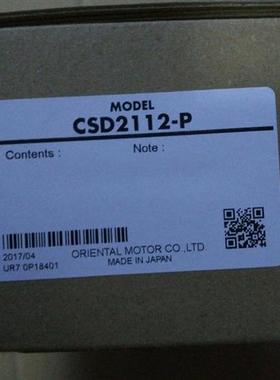 MODEL
CSD2112-P
Contents : Note :
2017/04 ORIENTAL MOTOR CO.,LTD.
UR7 0P18401 MADE IN JAPAN